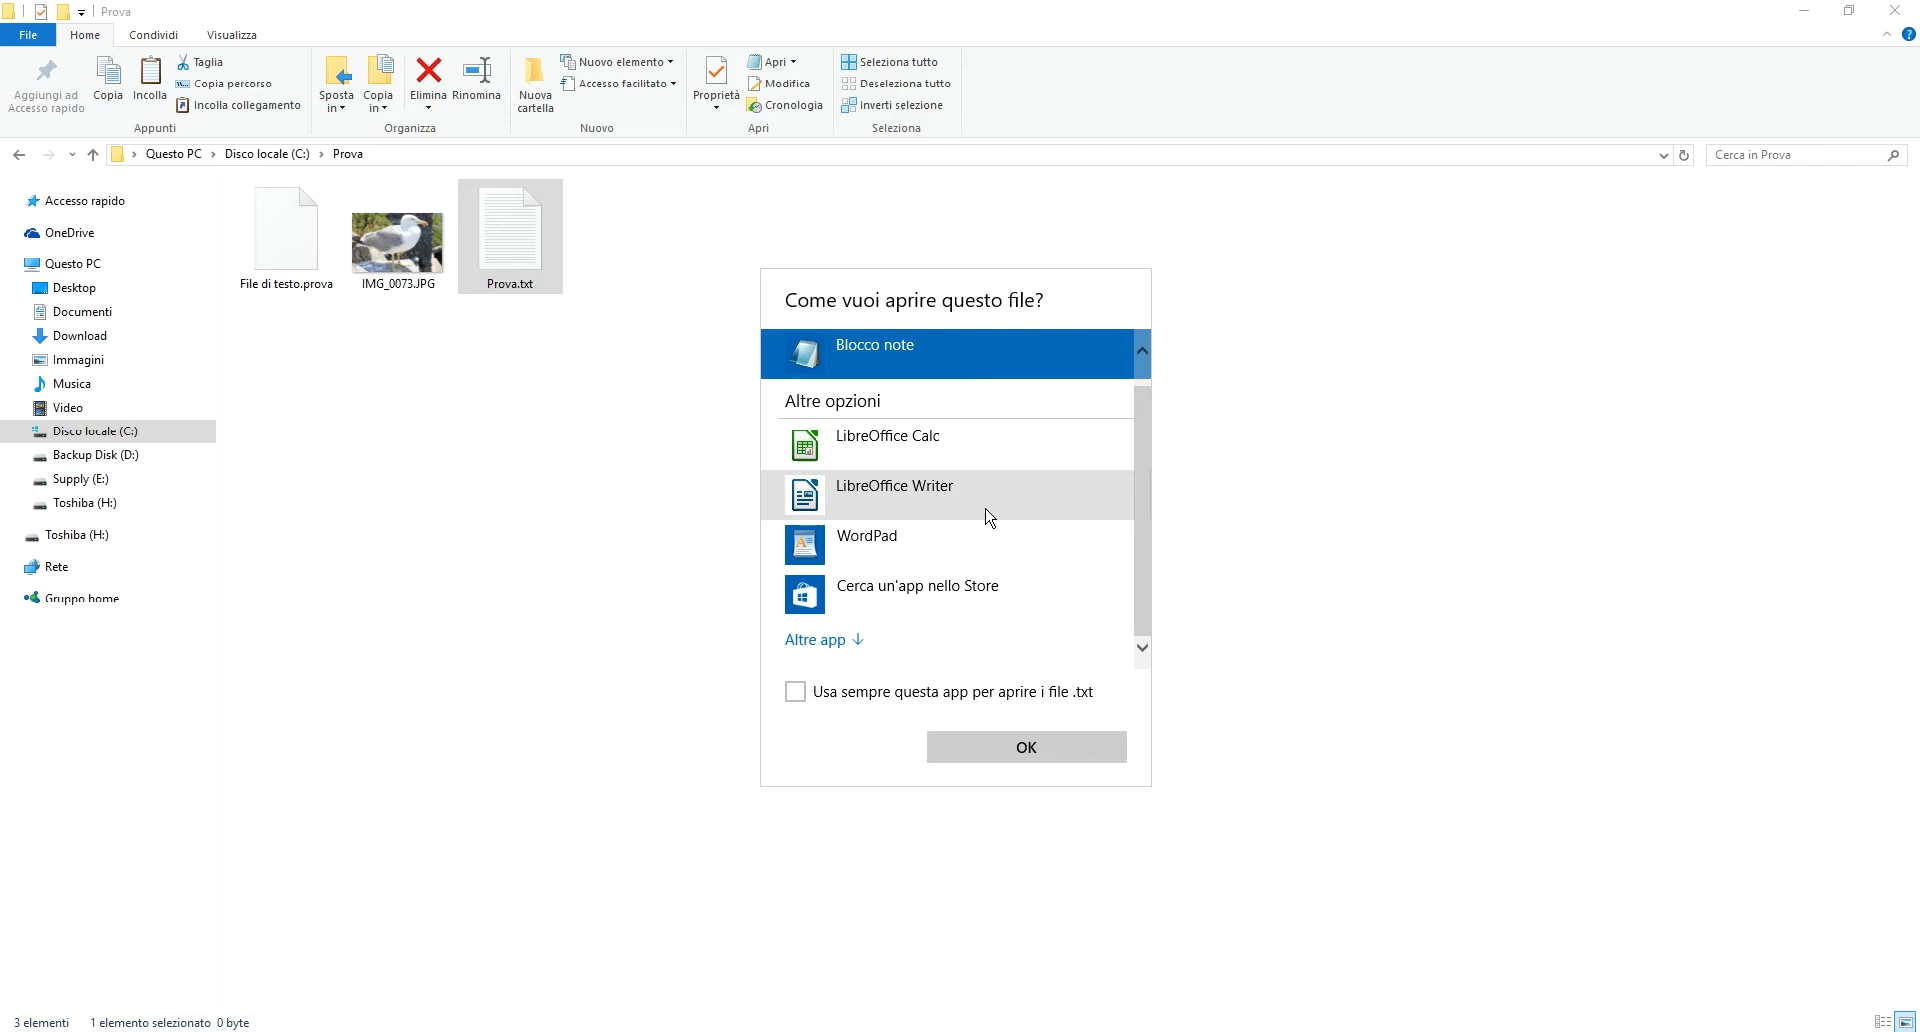 Prova
File Home Condividi Visualizza
Aggiungi ad
Accesso rapido
Copia
Incolla
Taglia
Copia percorso
Incolla collegamento
Appunti
Sposta
in
Copia
in
Elimina
Rinomina
Organizza
Nuova
cartella
Nuovo elemento
Accesso facilitato
Nuovo
Proprietà
Apri
Modifica
Cronologia
Apri
Seleziona tutto
Deseleziona tutto
Inverti selezione
Seleziona
Questo PC > Disco locale (C:) > Prova
Cerca in Prova
Accesso rapido
OneDrive
Questo PC
Desktop
Documenti
Download
Immagini
Musica
Video
Disco locale (C:)
Backup Disk (D:)
Supply (E:)
Toshiba (H:)
Toshiba (H:)
Rete
Gruppo home
File di testo.prova
IMG_0073.JPG
Prova.txt
Come vuoi aprire questo file?
Blocco note
Altre opzioni
LibreOffice Calc
LibreOffice Writer
WordPad
Cerca un'app nello Store
Altre app
Usa sempre questa app per aprire i file .txt
OK
3 elementi 1 elemento selezionato 0 byte